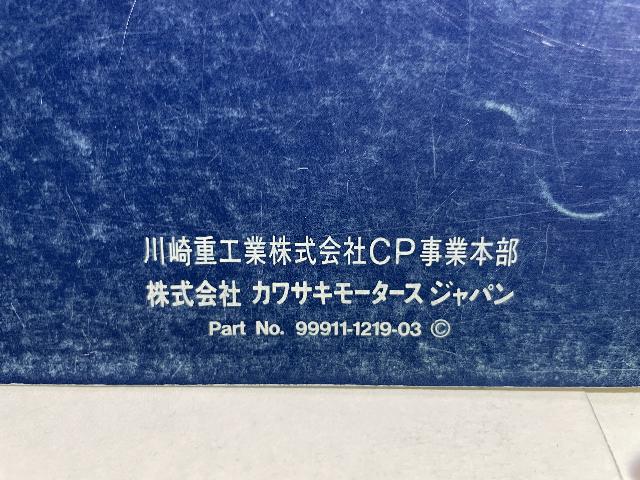 川崎重工業株式会社CP事業本部
株式会社 カワサキモータース ジャパン
Part No. 99911-1219-03 ©